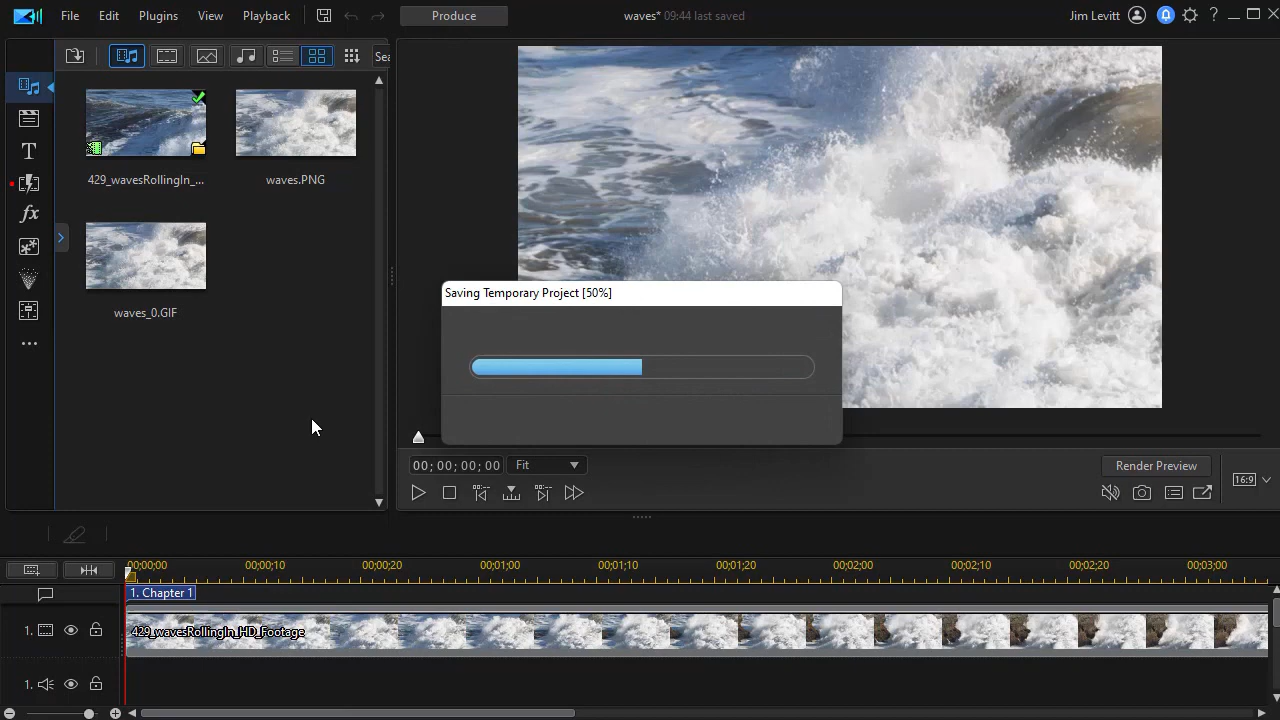 File Edit Plugins View Playback Produce waves* 09:44 last saved Jim Levitt ?
Sea
429_wavesRollingIn_... waves.PNG
waves_0.GIF
T
fx
Saving Temporary Project [50%]
00; 00; 00; 00 Fit Render Preview
16:9
00;00;00 00;00;10 00;00;20 00;01;00 00;01;10 00;01;20 00;02;00 00;02;10 00;02;20 00;03;00
1. Chapter 1
1. 429_wavesRollingIn_HD_Footage
1.